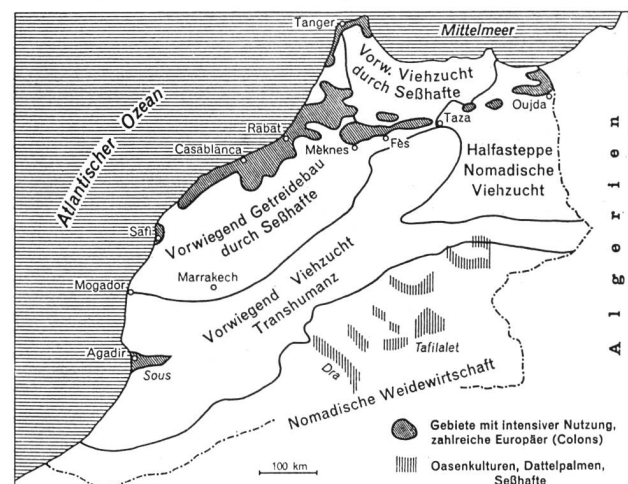 Tanger
Mittelmeer
Vorw. Viehzucht
durch Seßhafte
Oujda
Taza
Atlantischer Ozean
Rabat
Fès
Casablanca
Mèknes
Halfasteppe
Nomadische
Viehzucht
Algerien
Vorwiegend Getreidebau
durch Seßhafte
Safi
Marrakech
Mogador
Vorwiegend Viehzucht
Transhumanz
Agadir
Sous
Tafilalet
Dra
Nomadische Weidewirtschaft
Gebiete mit intensiver Nutzung,
zahlreiche Europäer (Colons)
100 km
Oasenkulturen, Dattelpalmen,
Seßhafte